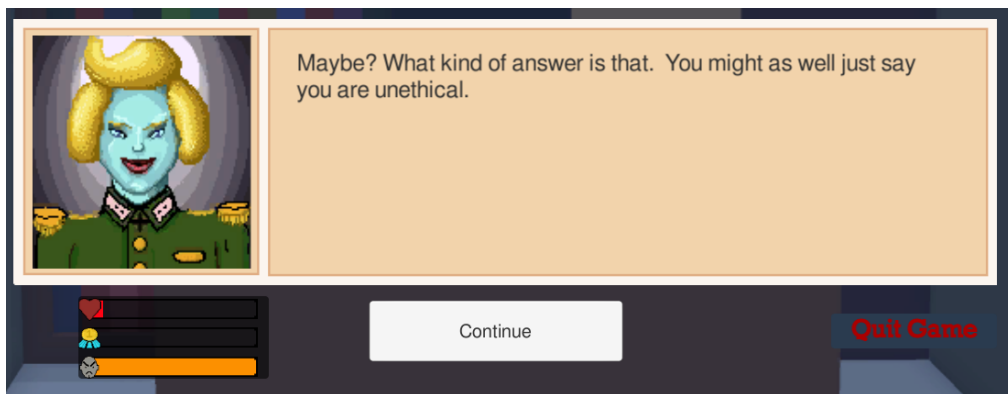 Maybe? What kind of answer is that.  You might as well just say
you are unethical.
Continue
Quit Game